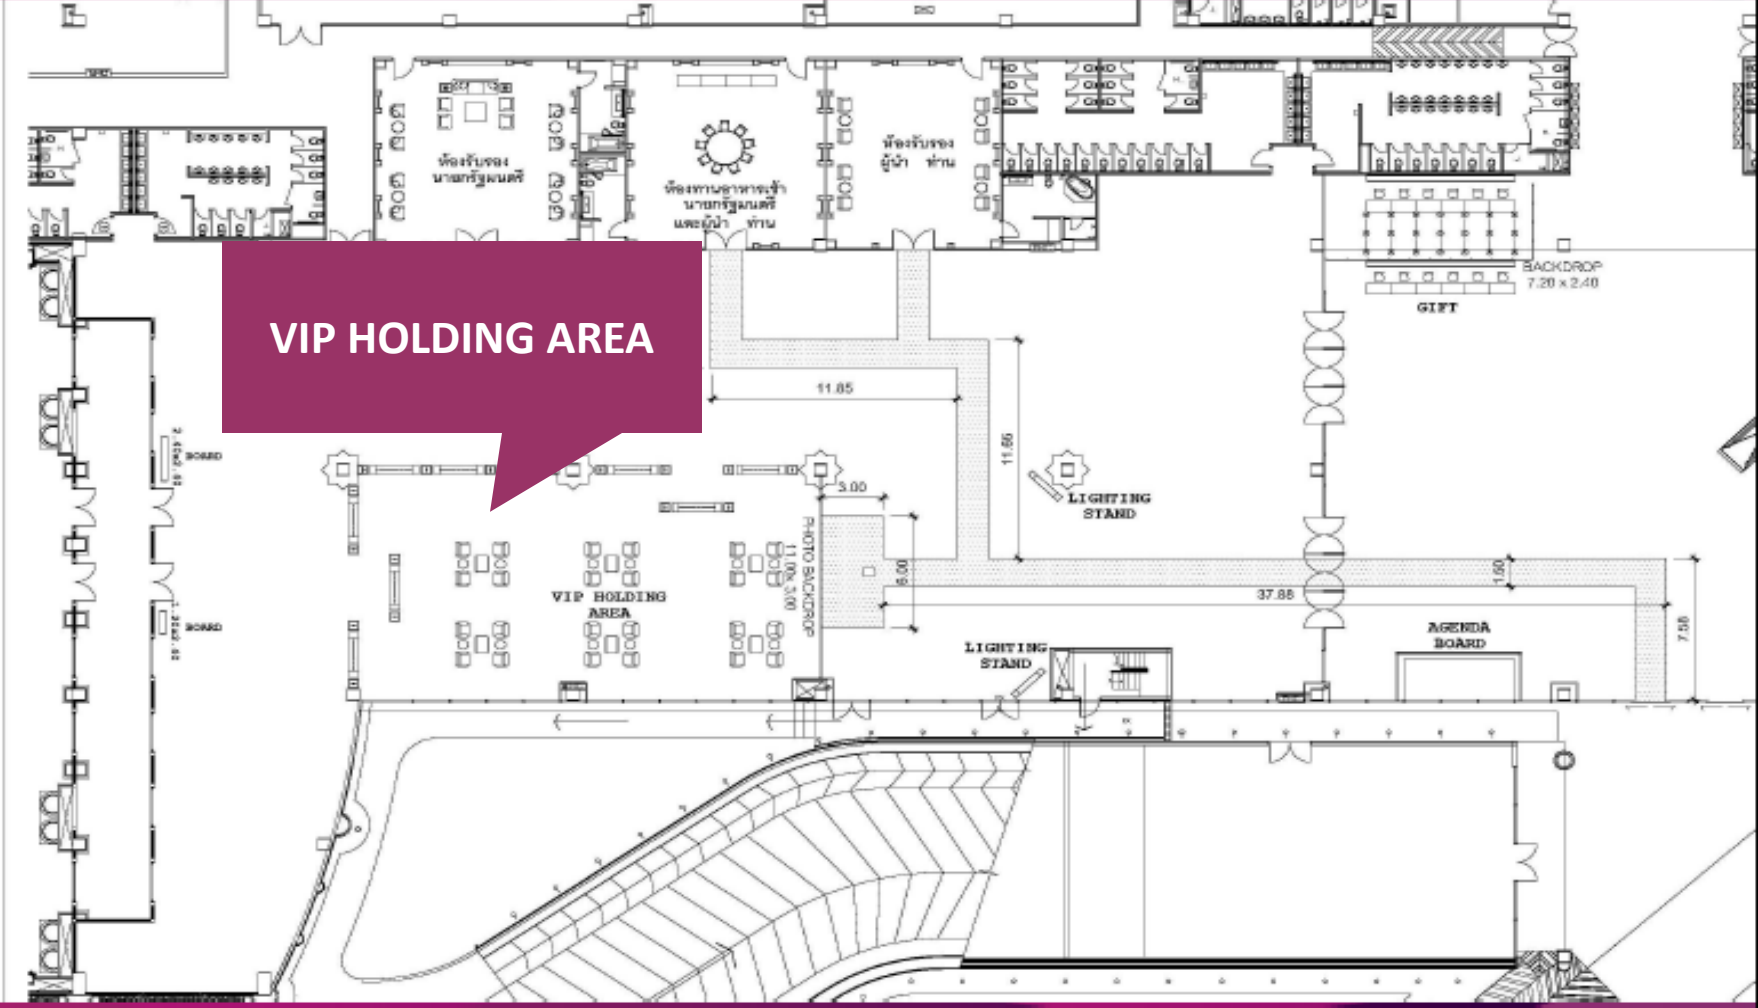 ห้องรับรอง
นายกรัฐมนตรี
ห้องทานอาหารเช้า
นายกรัฐมนตรี
และผู้นำ ท่าน
ห้องรับรอง
ผู้นำ ท่าน
BACKDROP
7.20 x 2.40
GIFT
VIP HOLDING AREA
11.85
11.66
BOARD
3.00
LIGHTING
STAND
PHOTO BACKDROP
11.00x 3.00
6.00
1.50
37.88
VIP HOLDING
AREA
BOARD
AGENDA
BOARD
7.58
LIGHTING
STAND